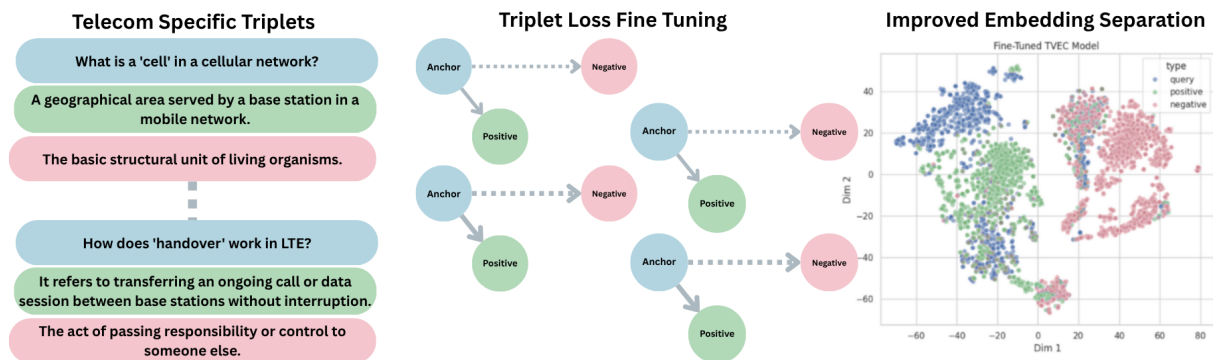 Telecom Specific Triplets
What is a 'cell' in a cellular network?
A geographical area served by a base station in a
mobile network.
The basic structural unit of living organisms.
How does 'handover' work in LTE?
It refers to transferring an ongoing call or data
session between base stations without interruption.
The act of passing responsibility or control to
someone else.
Triplet Loss Fine Tuning
Anchor
Negative
Positive
Anchor
Negative
Positive
Anchor
Negative
Positive
Anchor
Negative
Positive
Improved Embedding Separation
Fine-Tuned TVEC Model
type
query
positive
negative
Dim 2
40
20
0
−20
−40
−60
−60
−40
−20
0
20
40
60
80
Dim 1